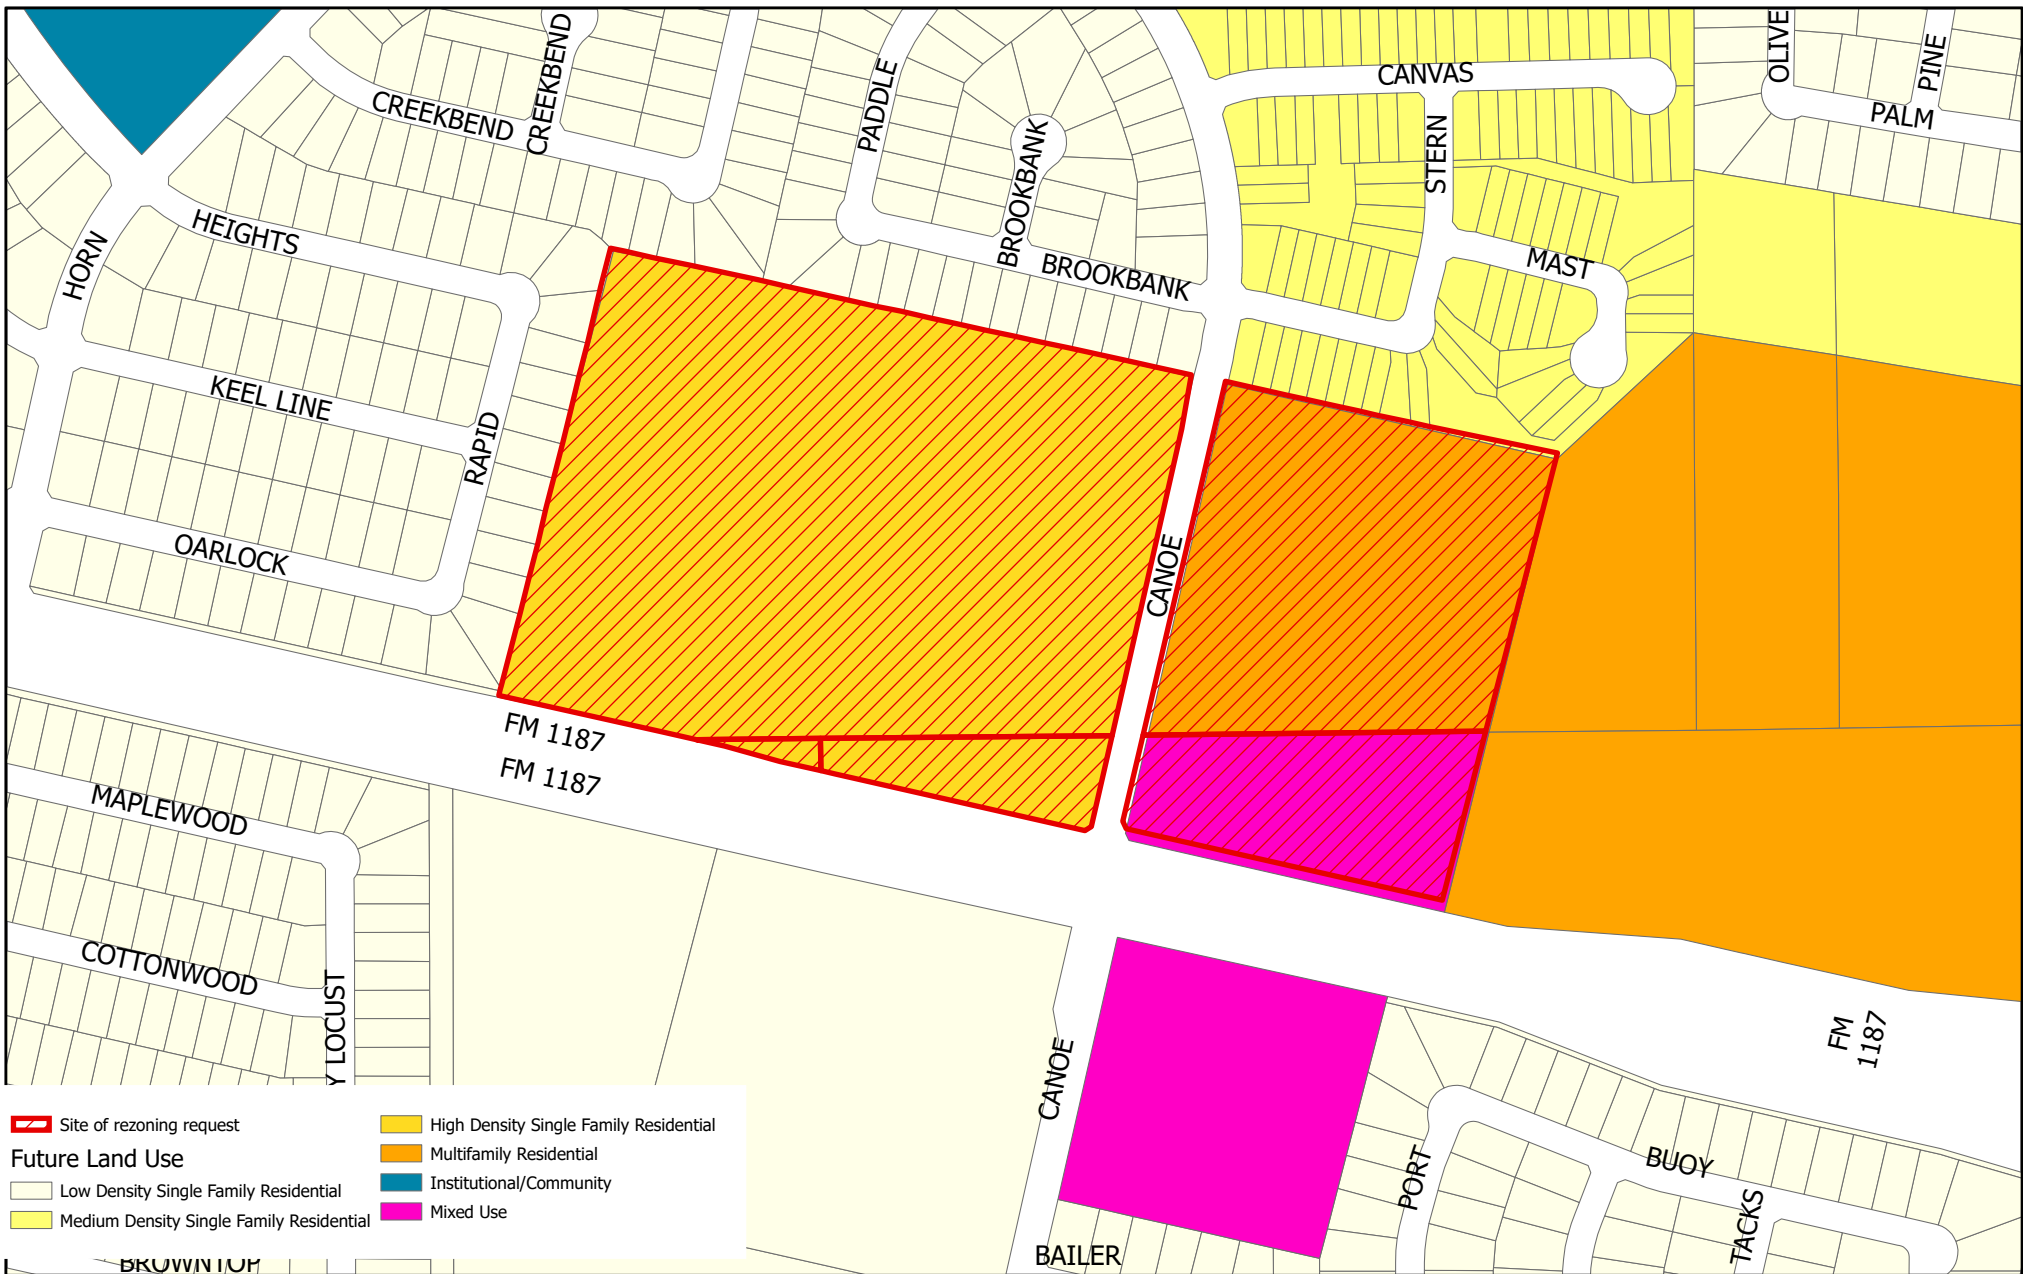 CREEKBEND
CREEKBEND
PADDLE
BROOKBANK
BROOKBANK
CANVAS
STERN
MAST
OLIVE
PINE
PALM
HORN
HEIGHTS
KEEL LINE
RAPID
OARLOCK
CANOE
FM 1187
FM 1187
MAPLEWOOD
COTTONWOOD
Y LOCUST
CANOE
FM
1187
PORT
BUOY
TACKS
BAILER
BROWNTOP
Site of rezoning request
Future Land Use
Low Density Single Family Residential
Medium Density Single Family Residential
High Density Single Family Residential
Multifamily Residential
Institutional/Community
Mixed Use